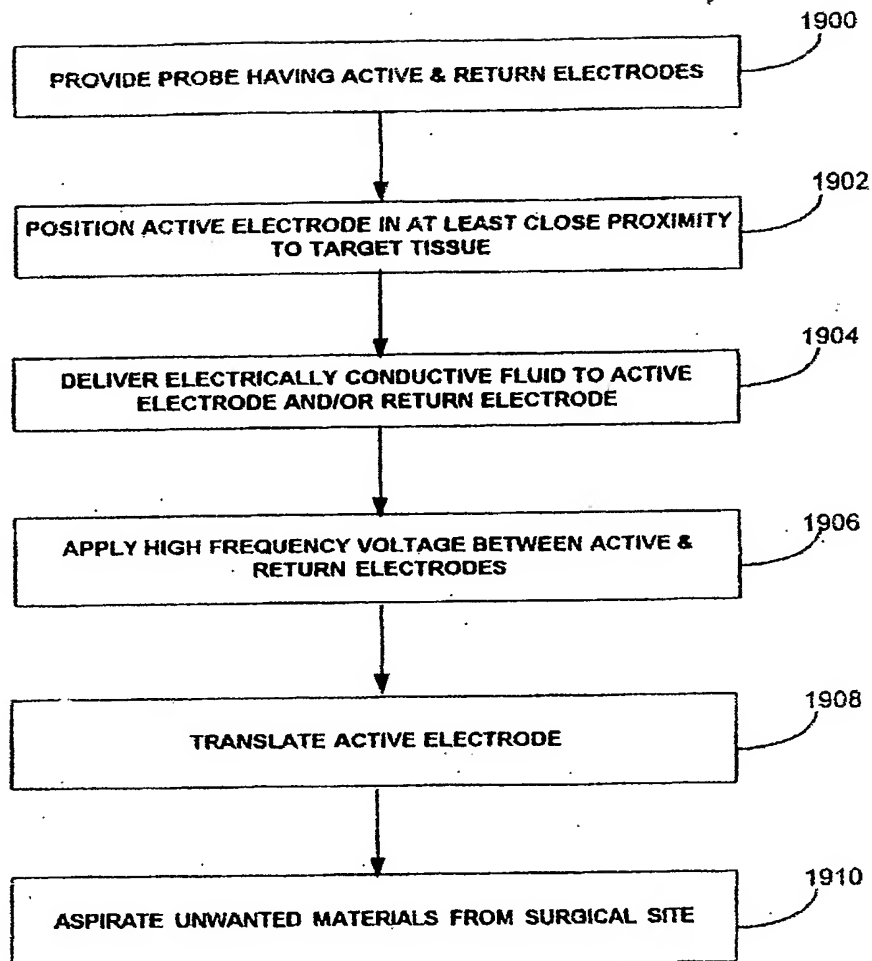 1900
PROVIDE PROBE HAVING ACTIVE & RETURN ELECTRODES
1902
POSITION ACTIVE ELECTRODE IN AT LEAST CLOSE PROXIMITY
TO TARGET TISSUE
1904
DELIVER ELECTRICALLY CONDUCTIVE FLUID TO ACTIVE
ELECTRODE AND/OR RETURN ELECTRODE
1906
APPLY HIGH FREQUENCY VOLTAGE BETWEEN ACTIVE &
RETURN ELECTRODES
1908
TRANSLATE ACTIVE ELECTRODE
1910
ASPIRATE UNWANTED MATERIALS FROM SURGICAL SITE